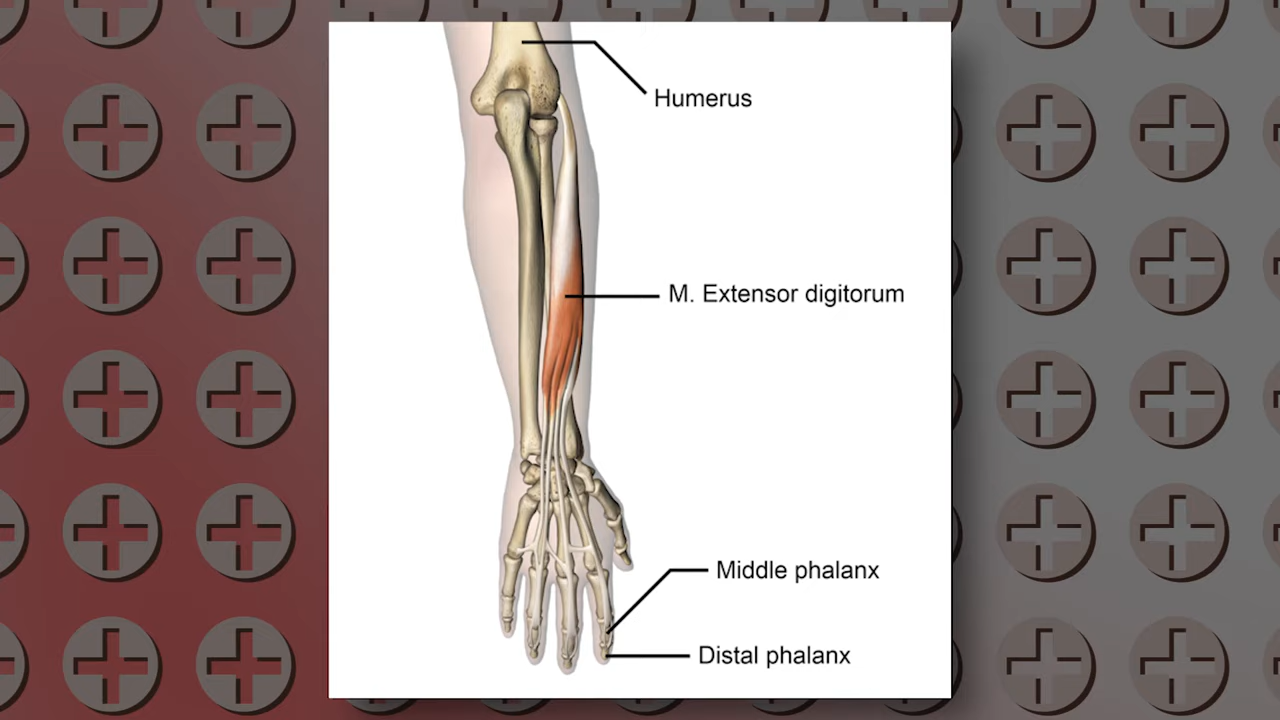 Humerus
M. Extensor digitorum
Middle phalanx
Distal phalanx